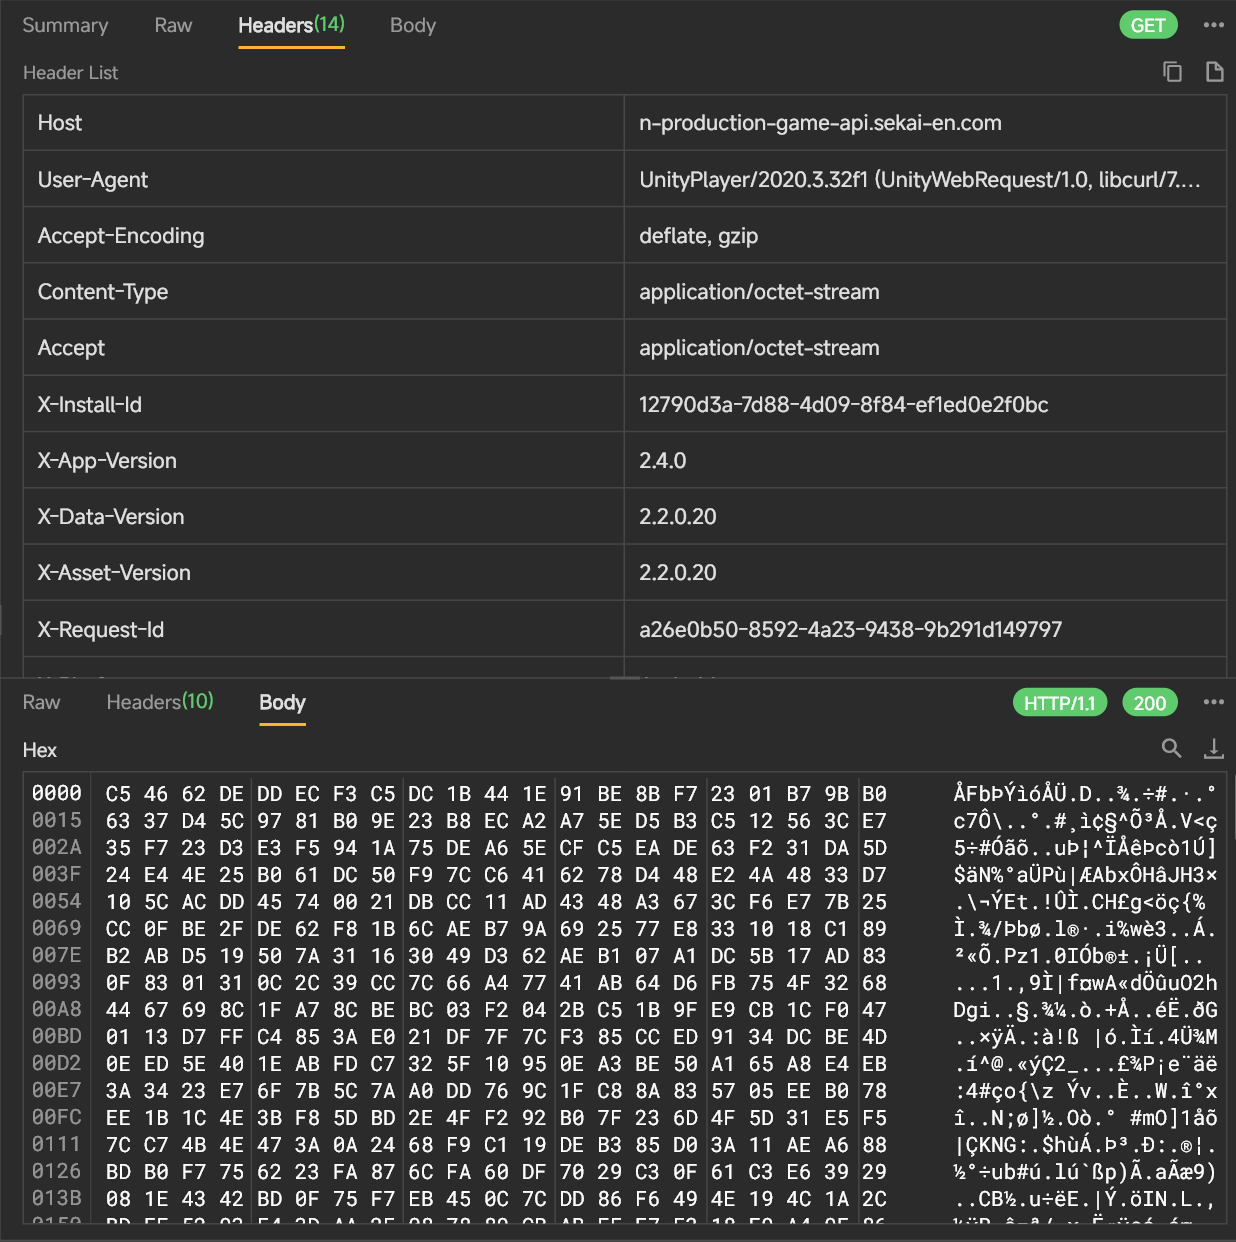 Summary Raw Headers(14) Body GET
Header List
Host n-production-game-api.sekai-en.com
User-Agent UnityPlayer/2020.3.32f1 (UnityWebRequest/1.0, libcurl/7....
Accept-Encoding deflate, gzip
Content-Type application/octet-stream
Accept application/octet-stream
X-Install-Id 12790d3a-7d88-4d09-8f84-ef1ed0e2f0bc
X-App-Version 2.4.0
X-Data-Version 2.2.0.20
X-Asset-Version 2.2.0.20
X-Request-Id a26e0b50-8592-4a23-9438-9b291d149797
Raw Headers(10) Body HTTP/1.1 200
Hex
0000 C5 46 62 DE DD EC F3 C5 DC 1B 44 1E 91 BE 8B F7 23 01 B7 9B B0 ÅFbÞÝìóÅÜ.D..¾.÷#.·.°
0015 63 37 D4 5C 97 81 B0 9E 23 B8 EC A2 A7 5E D5 B3 C5 12 56 3C E7 c7Ô\..°.#¸ì¢§^Õ³Å.V<ç
002A 35 F7 23 D3 E3 F5 94 1A 75 DE A6 5E CF C5 EA DE 63 F2 31 DA 5D 5÷#Óãõ..uÞ¦^ÏÅêÞcò1Ú]
003F 24 E4 4E 25 B0 61 DC 50 F9 7C C6 41 62 78 D4 48 E2 4A 48 33 D7 $äN%°aÜPù|ÆAbxÔHâJH3×
0054 10 5C AC DD 45 74 00 21 DB CC 11 AD 43 48 A3 67 3C F6 E7 7B 25 .\¬ÝEt.!ÛÌ.CH£g<öç{%
0069 CC 0F BE 2F DE 62 F8 1B 6C AE B7 9A 69 25 77 E8 33 10 18 C1 89 Ì.¾/Þbø.l®·.i%wè3..Á.
007E B2 AB D5 19 50 7A 31 16 30 49 D3 62 AE B1 07 A1 DC 5B 17 AD 83 ²«Õ.Pz1.0IÓb®±.¡Ü[..
0093 0F 83 01 31 0C 2C 39 CC 7C 66 A4 77 41 AB 64 D6 FB 75 4F 32 68 ...1.,9Ì|f¤wA«dÖûuO2h
00A8 44 67 69 8C 1F A7 8C BE BC 03 F2 04 2B C5 1B 9F E9 CB 1C F0 47 Dgi..§.¾¼.ò.+Å..éË.ðG
00BD 01 13 D7 FF C4 85 3A E0 21 DF 7F 7C F3 85 CC ED 91 34 DC BE 4D ..×ÿÄ.:à!ß |ó.Ìí.4Ü¾M
00D2 0E ED 5E 40 1E AB FD C7 32 5F 10 95 0E A3 BE 50 A1 65 A8 E4 EB .í^@.«ýÇ2_...£¾P¡e¨äë
00E7 3A 34 23 E7 6F 7B 5C 7A A0 DD 76 9C 1F C8 8A 83 57 05 EE B0 78 :4#ço{\z Ýv..È..W.î°x
00FC EE 1B 1C 4E 3B F8 5D BD 2E 4F F2 92 B0 7F 23 6D 4F 5D 31 E5 F5 î..N;ø]½.Oò.° #mO]1åõ
0111 7C C7 4B 4E 47 3A 0A 24 68 F9 C1 19 DE B3 85 D0 3A 11 AE A6 88 |ÇKNG:.$hùÁ.Þ³.Ð:.®¦.
0126 BD B0 F7 75 62 23 FA 87 6C FA 60 DF 70 29 C3 0F 61 C3 E6 39 29 ½°÷ub#ú.lú`ßp)Ã.aÃæ9)
013B 08 1E 43 42 BD 0F 75 F7 EB 45 0C 7C DD 86 F6 49 4E 19 4C 1A 2C ..CB½.u÷ëE.|Ý.öIN.L.,